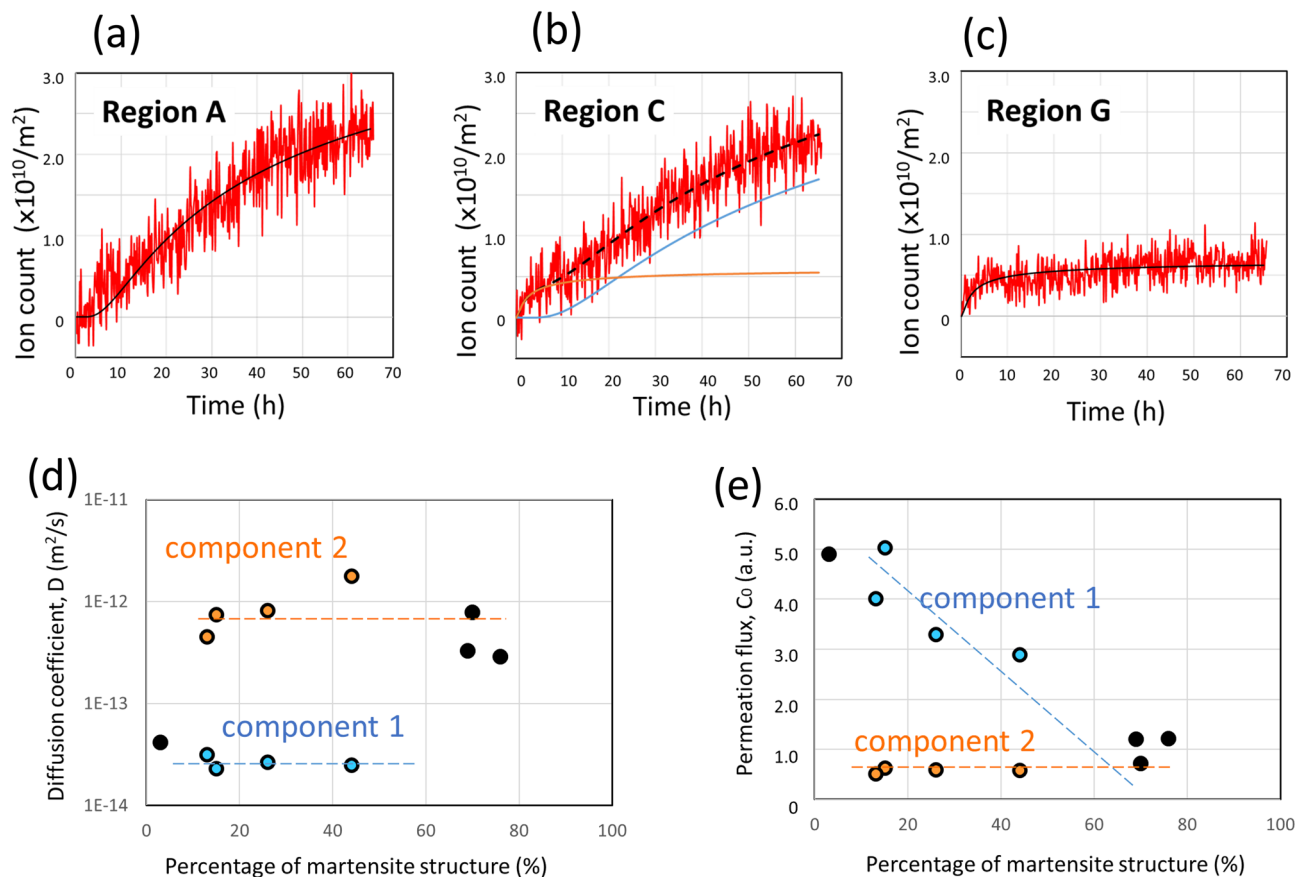 (a)
(b)
(c)
3.0
2.0
1.0
0
Ion count (x10¹⁰/m²)
Region A
0 10 20 30 40 50 60 70
Time (h)
3.0
2.0
1.0
0
Ion count (x10¹⁰/m²)
Region C
0 10 20 30 40 50 60 70
Time (h)
3.0
2.0
1.0
0
Ion count (x10¹⁰/m²)
Region G
0 10 20 30 40 50 60 70
Time (h)
(d)
1E-11
1E-12
1E-13
1E-14
Diffusion coefficient, D (m²/s)
component 2
component 1
0 20 40 60 80 100
Percentage of martensite structure (%)
(e)
6.0
5.0
4.0
3.0
2.0
1.0
0
Permeation flux, C₀ (a.u.)
component 1
component 2
0 20 40 60 80 100
Percentage of martensite structure (%)